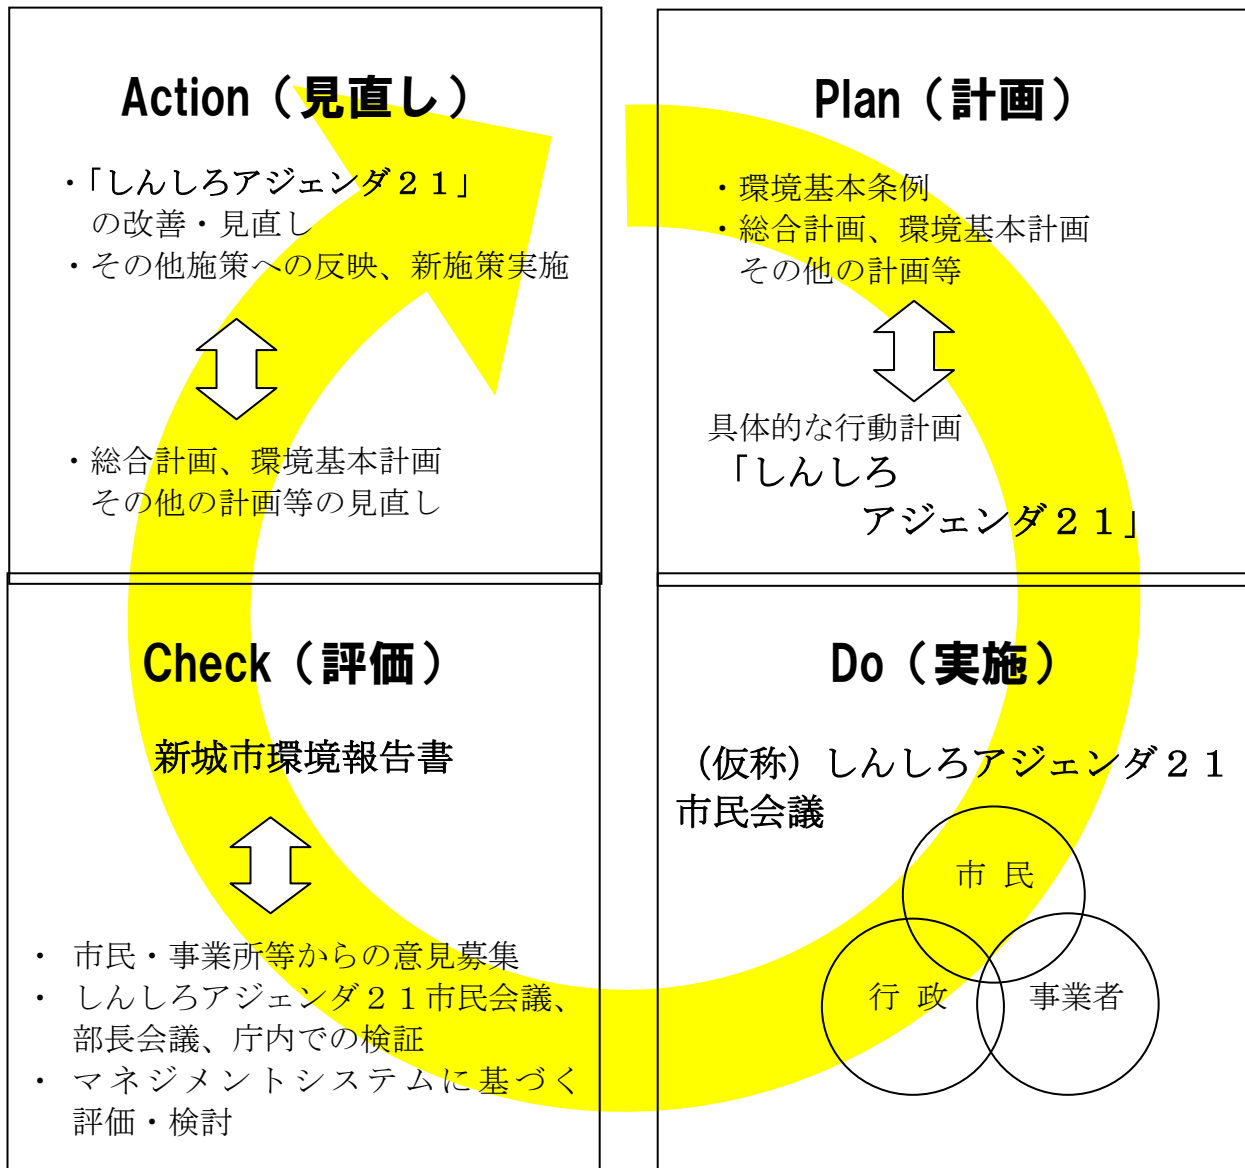 Action（見直し）
・「しんしろアジェンダ２１」
の改善・見直し
・その他施策への反映、新施策実施
・総合計画、環境基本計画
その他の計画等の見直し
Plan（計画）
・環境基本条例
・総合計画、環境基本計画
その他の計画等
具体的な行動計画
「しんしろ
アジェンダ２１」
Check（評価）
新城市環境報告書
・ 市民・事業所等からの意見募集
・ しんしろアジェンダ２１市民会議、
部長会議、庁内での検証
・ マネジメントシステムに基づく
評価・検討
Do（実施）
（仮称）しんしろアジェンダ２１
市民会議
市 民
行 政
事業者